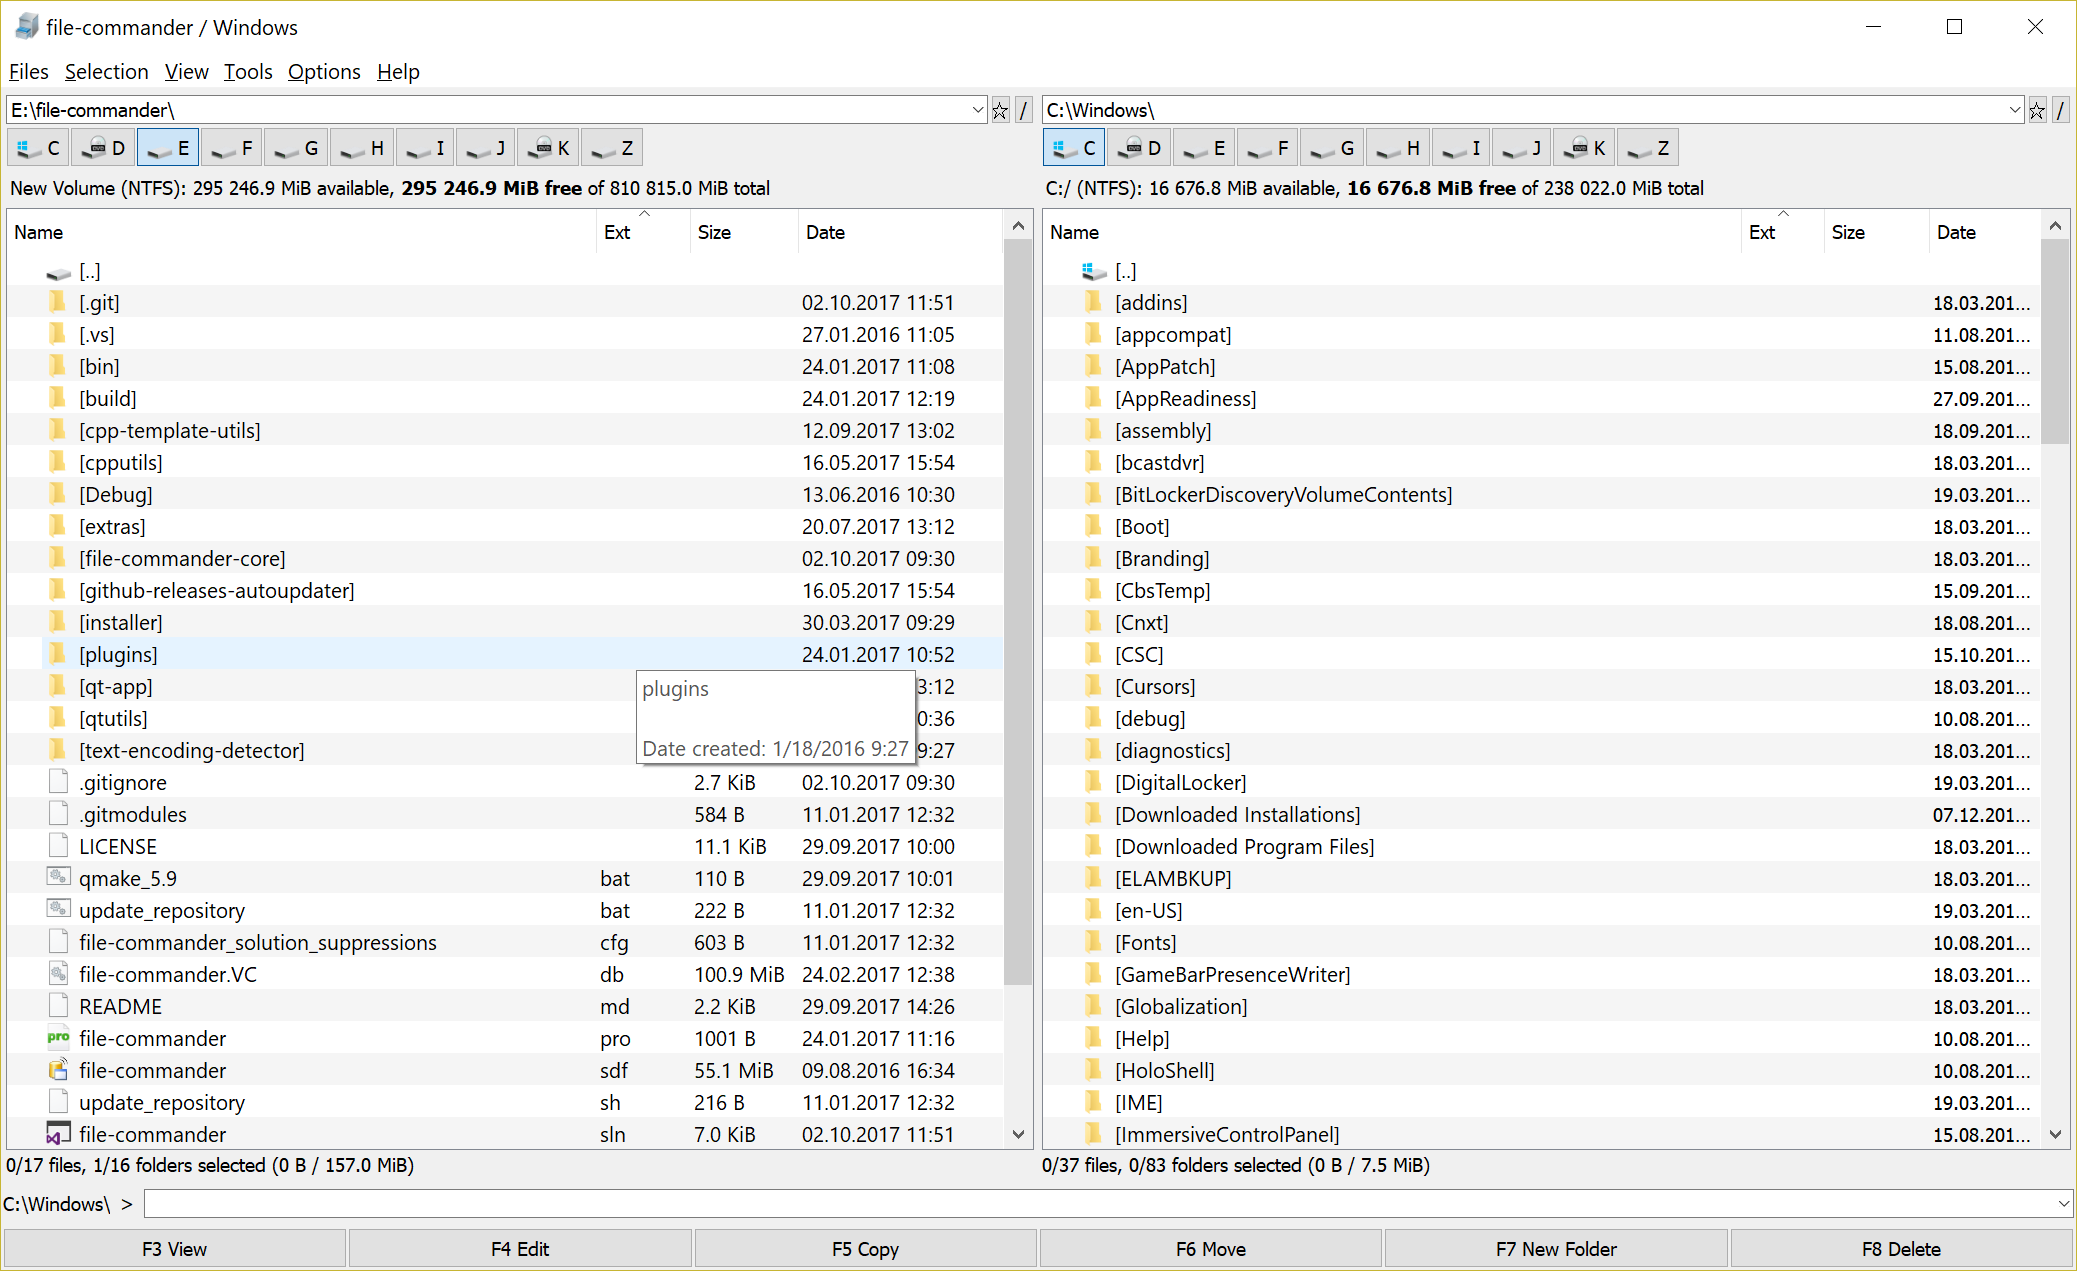 file-commander / Windows
Files Selection View Tools Options Help
E:\file-commander\ /
C D E F G H I J K Z
New Volume (NTFS): 295 246.9 MiB available, 295 246.9 MiB free of 810 815.0 MiB total
Name Ext Size Date
[..]
[.git] 02.10.2017 11:51
[.vs] 27.01.2016 11:05
[bin] 24.01.2017 11:08
[build] 24.01.2017 12:19
[cpp-template-utils] 12.09.2017 13:02
[cpputils] 16.05.2017 15:54
[Debug] 13.06.2016 10:30
[extras] 20.07.2017 13:12
[file-commander-core] 02.10.2017 09:30
[github-releases-autoupdater] 16.05.2017 15:54
[installer] 30.03.2017 09:29
[plugins] 24.01.2017 10:52
[qt-app] 3:12
[qtutils] 0:36
[text-encoding-detector] 9:27
plugins
Date created: 1/18/2016 9:27
.gitignore 2.7 KiB 02.10.2017 09:30
.gitmodules 584 B 11.01.2017 12:32
LICENSE 11.1 KiB 29.09.2017 10:00
qmake_5.9 bat 110 B 29.09.2017 10:01
update_repository bat 222 B 11.01.2017 12:32
file-commander_solution_suppressions cfg 603 B 11.01.2017 12:32
file-commander.VC db 100.9 MiB 24.02.2017 12:38
README md 2.2 KiB 29.09.2017 14:26
pro file-commander pro 1001 B 24.01.2017 11:16
file-commander sdf 55.1 MiB 09.08.2016 16:34
update_repository sh 216 B 11.01.2017 12:32
file-commander sln 7.0 KiB 02.10.2017 11:51
0/17 files, 1/16 folders selected (0 B / 157.0 MiB)
C:\Windows\ /
C D E F G H I J K Z
C:/ (NTFS): 16 676.8 MiB available, 16 676.8 MiB free of 238 022.0 MiB total
Name Ext Size Date
[..]
[addins] 18.03.201...
[appcompat] 11.08.201...
[AppPatch] 15.08.201...
[AppReadiness] 27.09.201...
[assembly] 18.09.201...
[bcastdvr] 18.03.201...
[BitLockerDiscoveryVolumeContents] 19.03.201...
[Boot] 18.03.201...
[Branding] 18.03.201...
[CbsTemp] 15.09.201...
[Cnxt] 18.08.201...
[CSC] 15.10.201...
[Cursors] 18.03.201...
[debug] 10.08.201...
[diagnostics] 18.03.201...
[DigitalLocker] 19.03.201...
[Downloaded Installations] 07.12.201...
[Downloaded Program Files] 18.03.201...
[ELAMBKUP] 18.03.201...
[en-US] 19.03.201...
[Fonts] 10.08.201...
[GameBarPresenceWriter] 18.03.201...
[Globalization] 18.03.201...
[Help] 10.08.201...
[HoloShell] 10.08.201...
[IME] 19.03.201...
[ImmersiveControlPanel] 15.08.201...
0/37 files, 0/83 folders selected (0 B / 7.5 MiB)
C:\Windows\ >
F3 View F4 Edit F5 Copy F6 Move F7 New Folder F8 Delete